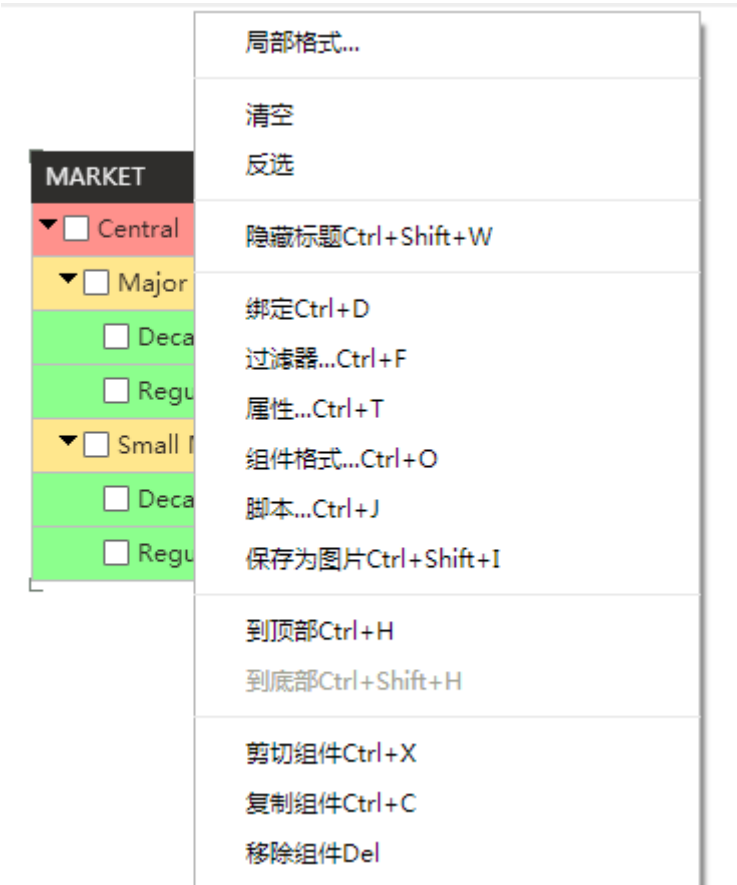 局部格式...
清空
反选
隐藏标题Ctrl+Shift+W
绑定Ctrl+D
过滤器...Ctrl+F
属性...Ctrl+T
组件格式...Ctrl+O
脚本...Ctrl+J
保存为图片Ctrl+Shift+I
到顶部Ctrl+H
到底部Ctrl+Shift+H
剪切组件Ctrl+X
复制组件Ctrl+C
移除组件Del
MARKET
Central
Major
Deca
Regu
Small
Deca
Regu